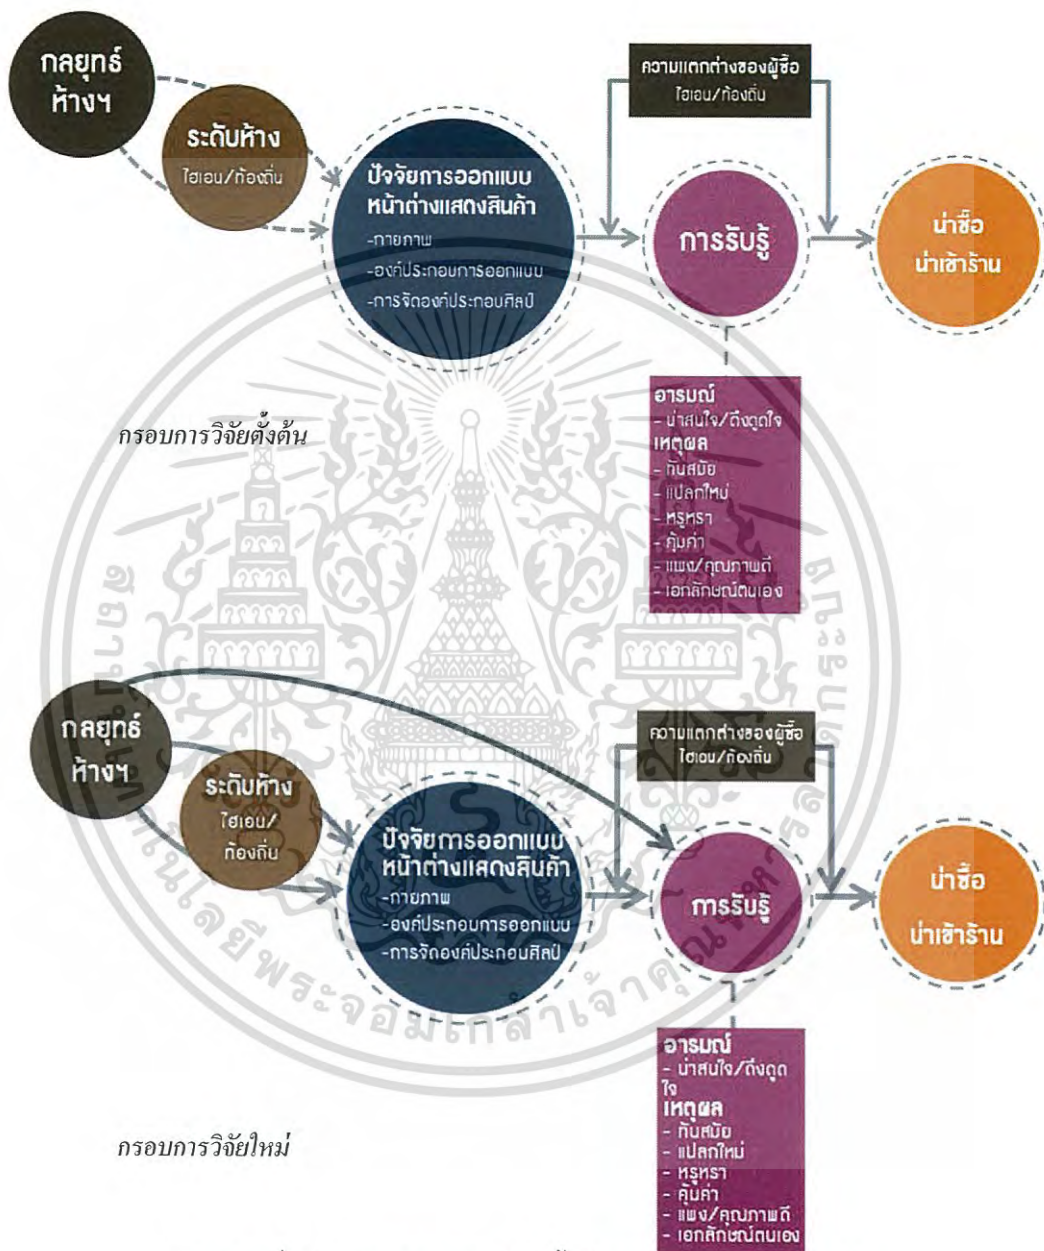 กลยุทธ์
ห้างฯ
ระดับห้าง
ไฮเอน/ท้องถิ่น
ปัจจัยการออกแบบ
หน้าต่างแสดงสินค้า
-กายภาพ
-องค์ประกอบการออกแบบ
-การจัดองค์ประกอบศิลป์
ความแตกต่างของผู้ซื้อ
ไฮเอน/ท้องถิ่น
การรับรู้
น่าซื้อ
น่าเข้าร้าน
อารมณ์
- น่าสนใจ/ดึงดูดใจ
เหตุผล
- ทันสมัย
- แปลกใหม่
- หรูหรา
- คุ้มค่า
- แพง/คุณภาพดี
- เอกลักษณ์ตนเอง
กรอบการวิจัยตั้งต้น
กลยุทธ์
ห้างฯ
ระดับห้าง
ไฮเอน/
ท้องถิ่น
ปัจจัยการออกแบบ
หน้าต่างแสดงสินค้า
-กายภาพ
-องค์ประกอบการออกแบบ
-การจัดองค์ประกอบศิลป์
ความแตกต่างของผู้ซื้อ
ไฮเอน/ท้องถิ่น
การรับรู้
น่าซื้อ
น่าเข้าร้าน
อารมณ์
- น่าสนใจ/ดึงดูด
ใจ
เหตุผล
- ทันสมัย
- แปลกใหม่
- หรูหรา
- คุ้มค่า
- แพง/คุณภาพดี
- เอกลักษณ์ตนเอง
กรอบการวิจัยใหม่